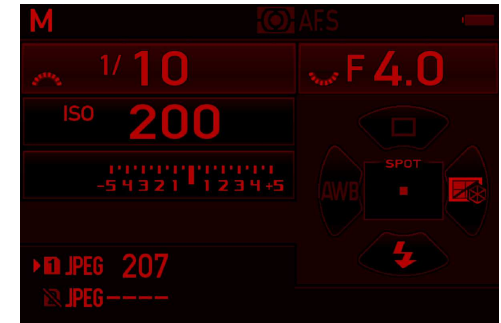 M AF.S
1/10 F4.0
ISO 200
SPOT
AWB
-5 4 3 2 1 1 2 3 4 +5
1 JPEG 207
JPEG----